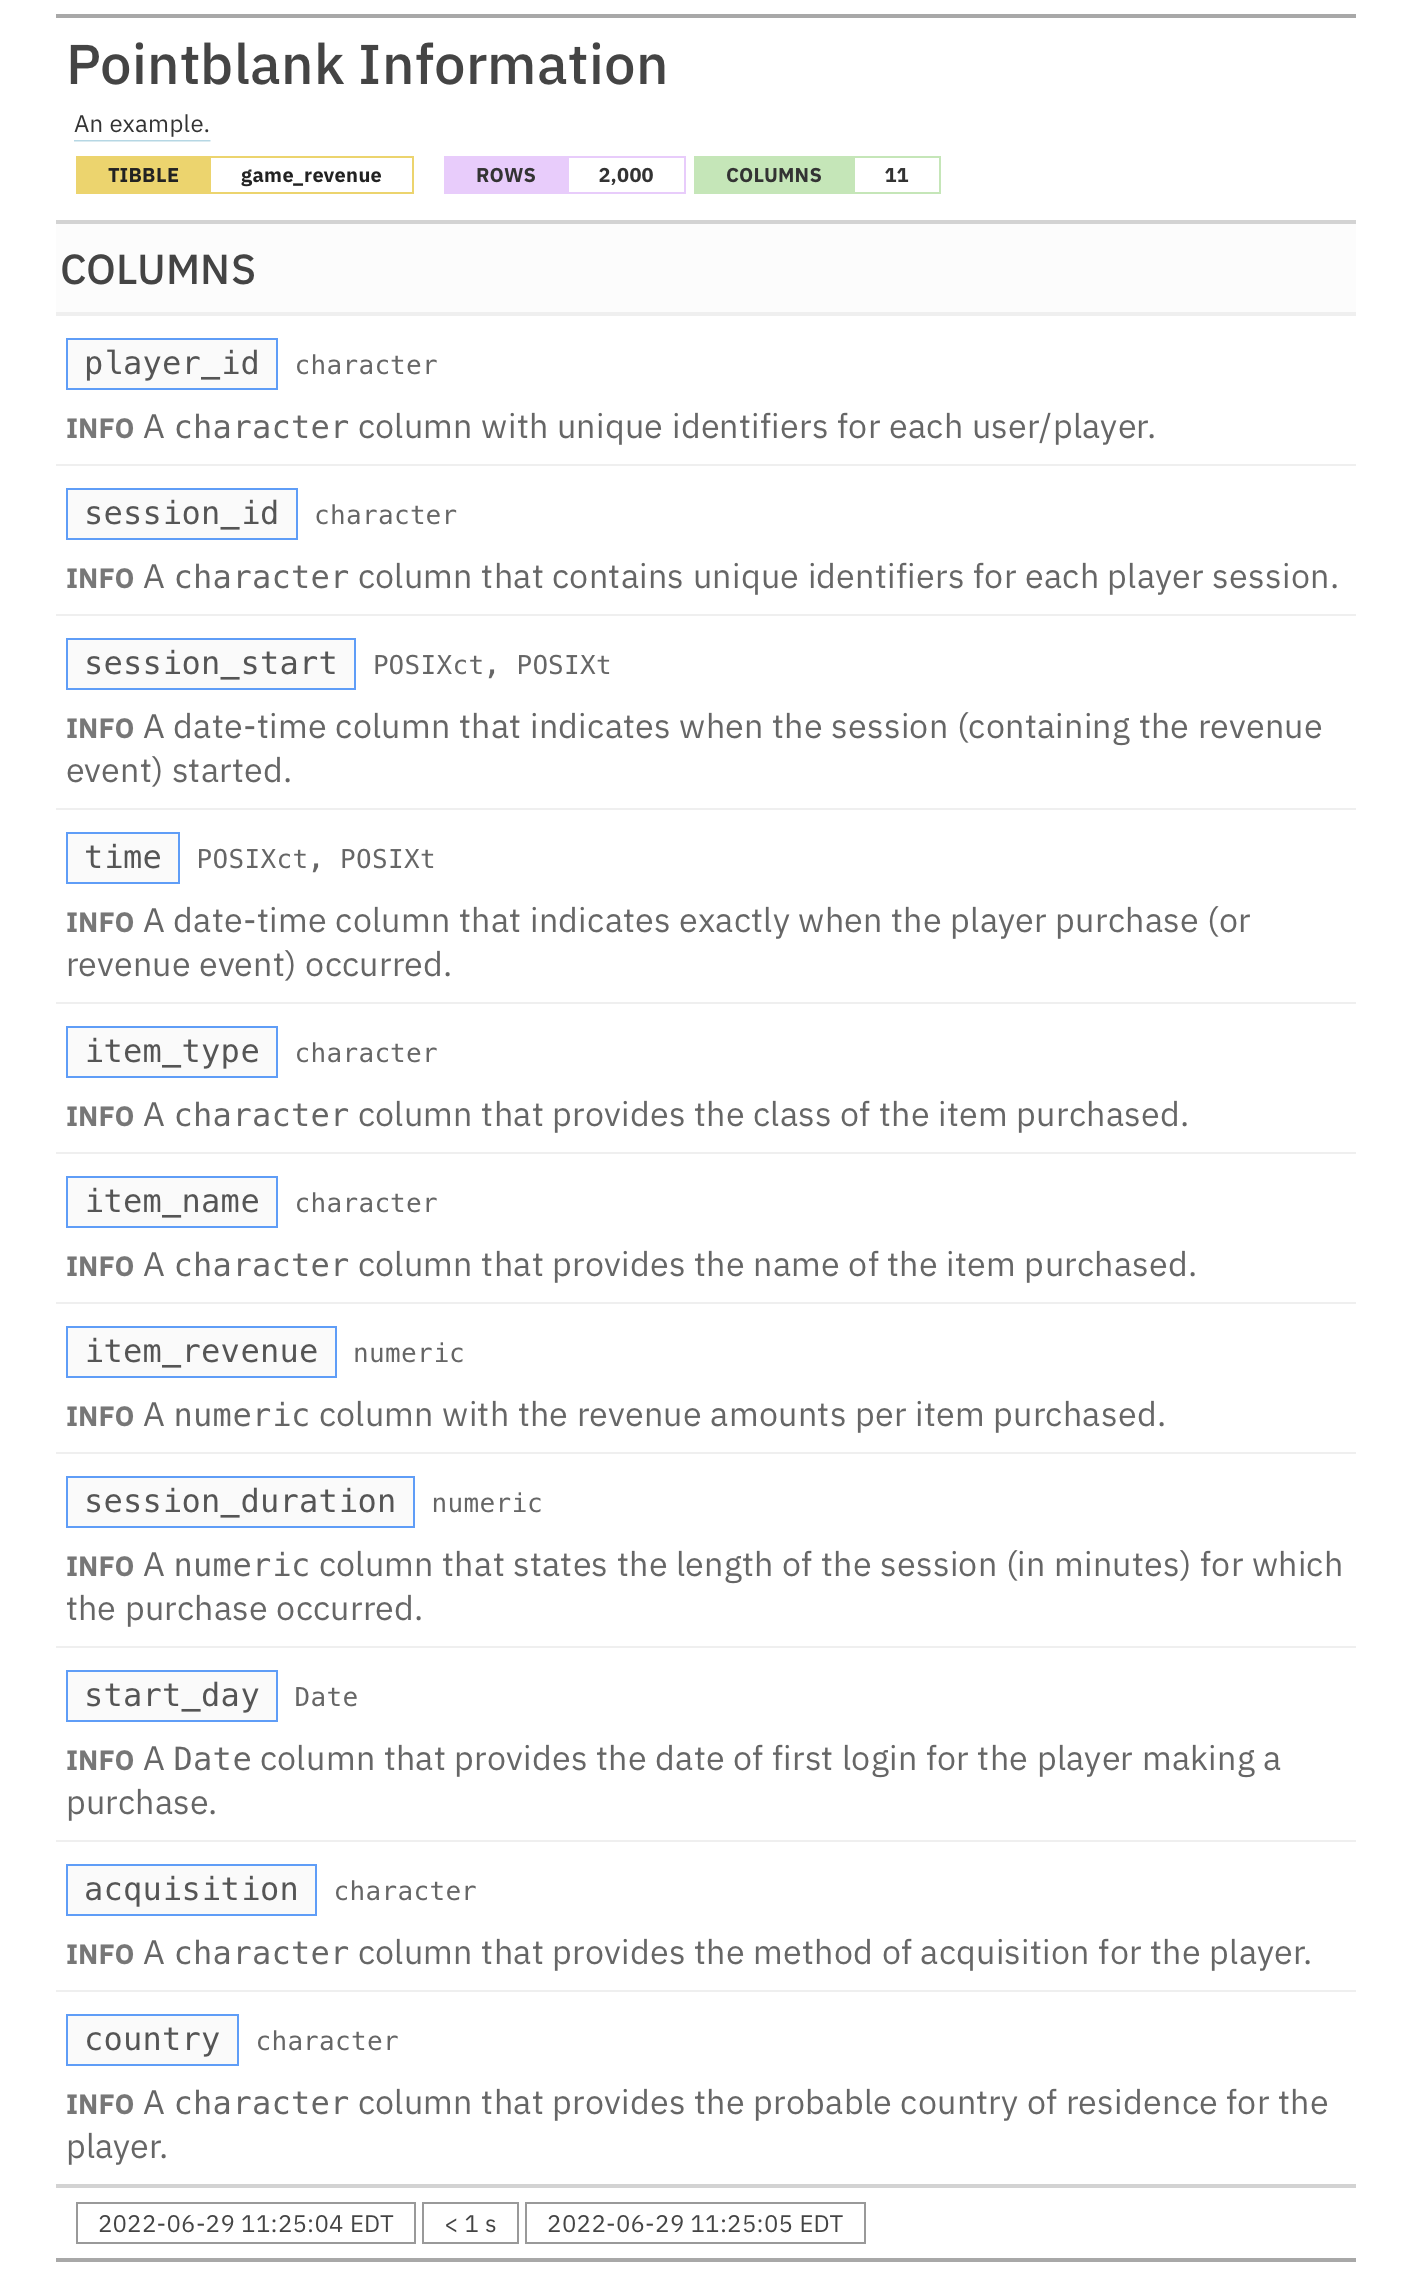 Pointblank Information
An example.
TIBBLE game_revenue ROWS 2,000 COLUMNS 11
COLUMNS
player_id character
INFO A character column with unique identifiers for each user/player.
session_id character
INFO A character column that contains unique identifiers for each player session.
session_start POSIXct, POSIXt
INFO A date-time column that indicates when the session (containing the revenue
event) started.
time POSIXct, POSIXt
INFO A date-time column that indicates exactly when the player purchase (or
revenue event) occurred.
item_type character
INFO A character column that provides the class of the item purchased.
item_name character
INFO A character column that provides the name of the item purchased.
item_revenue numeric
INFO A numeric column with the revenue amounts per item purchased.
session_duration numeric
INFO A numeric column that states the length of the session (in minutes) for which
the purchase occurred.
start_day Date
INFO A Date column that provides the date of first login for the player making a
purchase.
acquisition character
INFO A character column that provides the method of acquisition for the player.
country character
INFO A character column that provides the probable country of residence for the
player.
2022-06-29 11:25:04 EDT < 1 s 2022-06-29 11:25:05 EDT